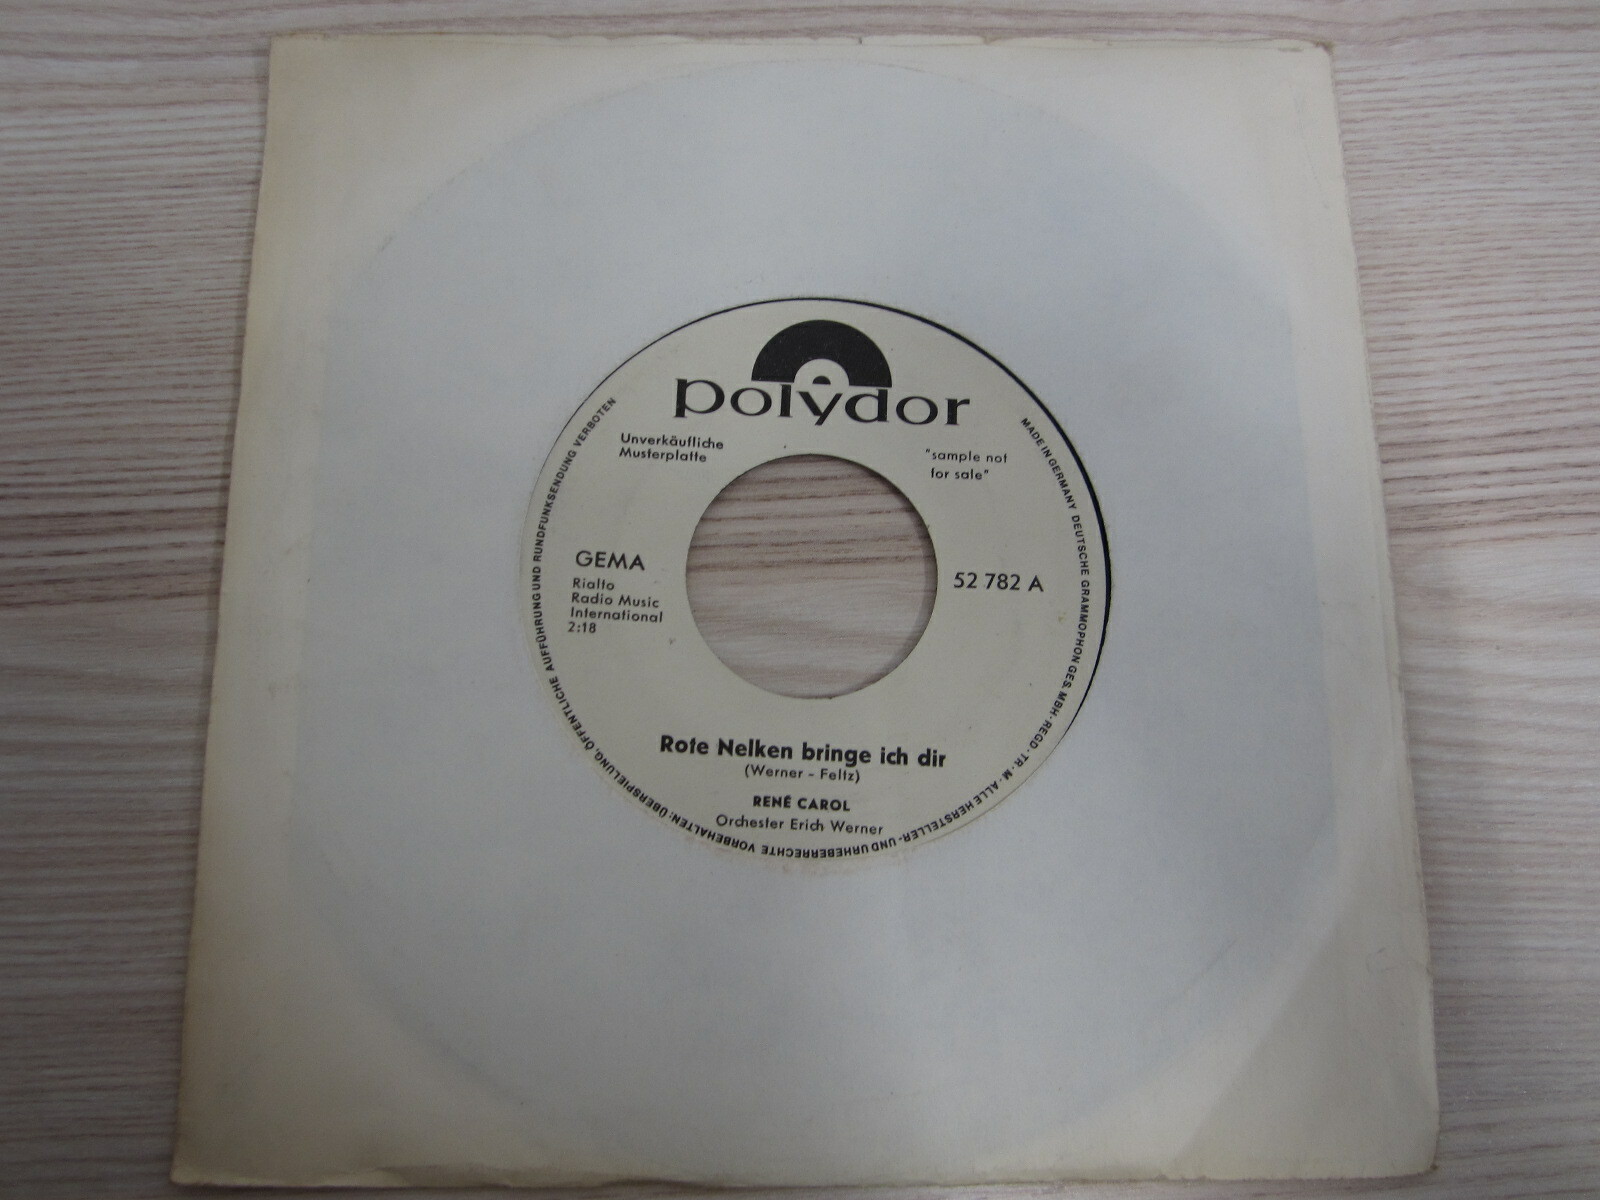 polydor
Unverkäufliche
Musterplatte
"sample not
for sale"
GEMA
Rialto
Radio Music
International
2:18
52 782 A
Rote Nelken bringe ich dir
(Werner - Feltz)
RENÉ CAROL
Orchester Erich Werner
MADE IN GERMANY DEUTSCHE GRAMMOPHON GES. MBH · REGD · TR · M · ALLE HERSTELLER- UND URHEBERRECHTE VORBEHALTEN: ÜBERSPIELUNG, ÖFFENTLICHE AUFFÜHRUNG UND RUNDFUNKSENDUNG VERBOTEN